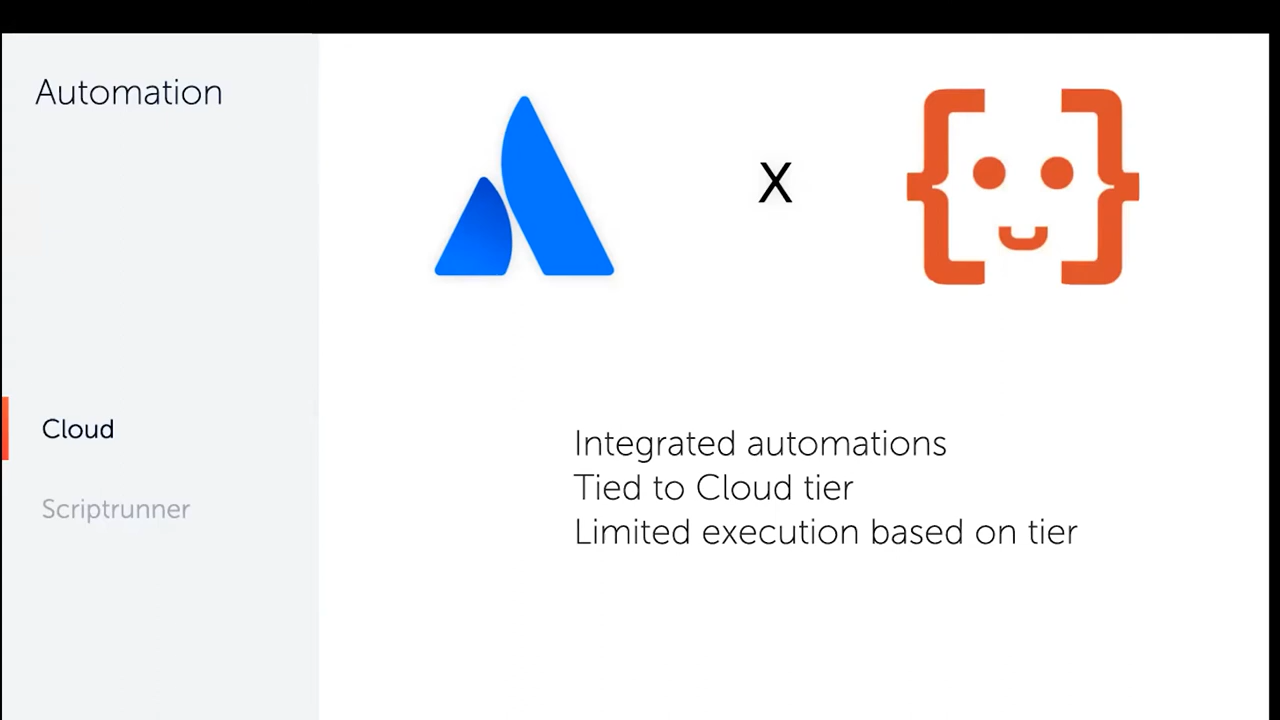 Automation
X
Cloud
Scriptrunner
Integrated automations
Tied to Cloud tier
Limited execution based on tier